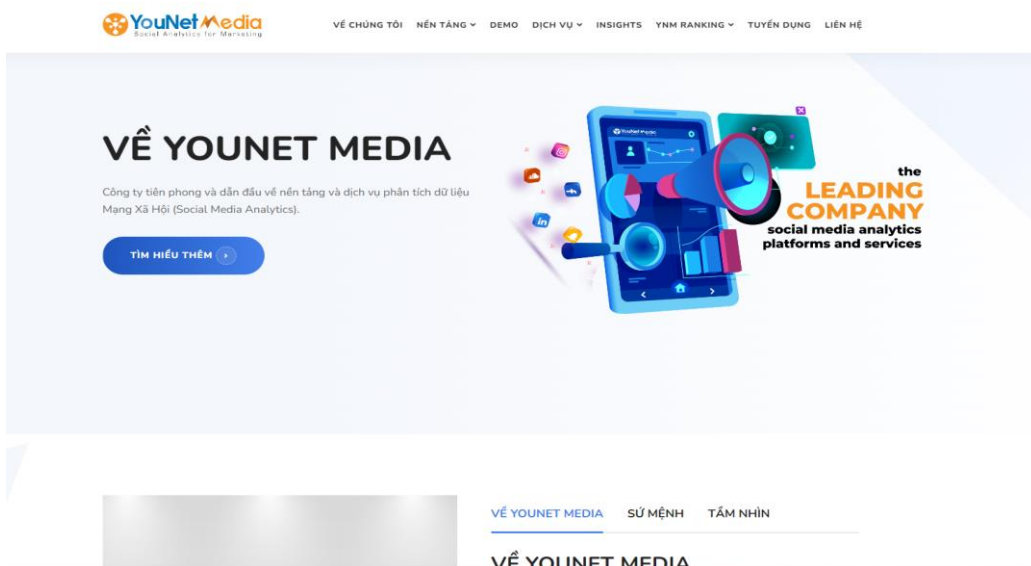 YouNet Media
Social Analytics for Marketing
VỀ CHÚNG TÔI NỀN TẢNG DEMO DỊCH VỤ INSIGHTS YNM RANKING TUYỂN DỤNG LIÊN HỆ
VỀ YOUNET MEDIA
Công ty tiên phong và dẫn đầu về nền tảng và dịch vụ phân tích dữ liệu
Mạng Xã Hội (Social Media Analytics).
TÌM HIỂU THÊM
YouNet Media
the
LEADING
COMPANY
social media analytics
platforms and services
VỀ YOUNET MEDIA SỨ MỆNH TẦM NHÌN
VỀ YOUNET MEDIA